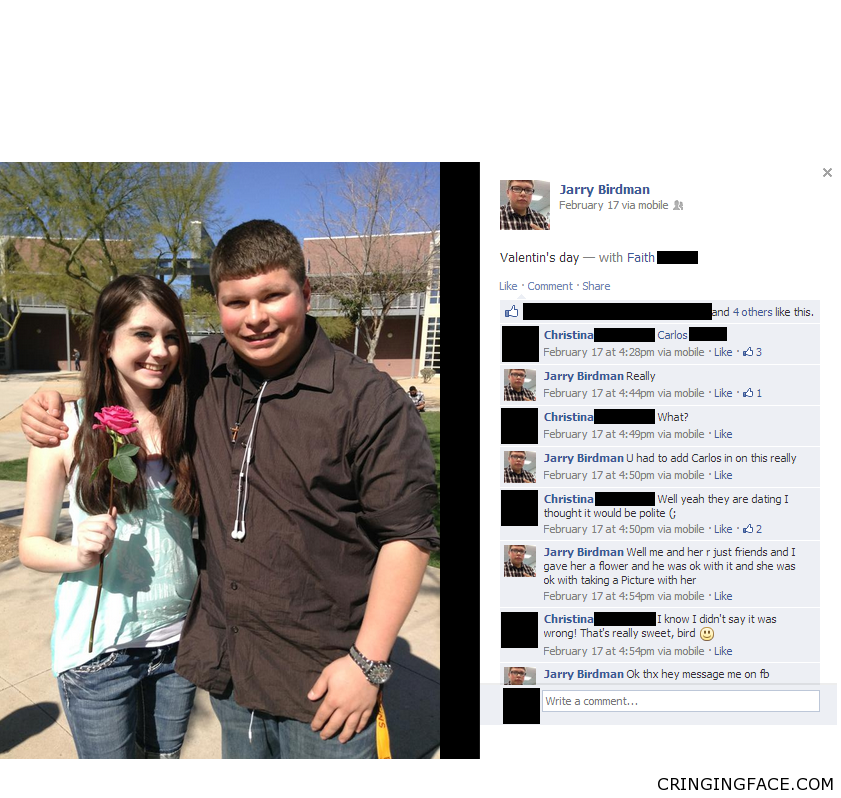 Jarry Birdman
February 17 via mobile
Valentin's day — with Faith
Like · Comment · Share
and 4 others like this.
Christina Carlos
February 17 at 4:28pm via mobile · Like · 3
Jarry Birdman Really
February 17 at 4:44pm via mobile · Like · 1
Christina What?
February 17 at 4:49pm via mobile · Like
Jarry Birdman U had to add Carlos in on this really
February 17 at 4:50pm via mobile · Like
Christina Well yeah they are dating I
thought it would be polite (;
February 17 at 4:50pm via mobile · Like · 2
Jarry Birdman Well me and her r just friends and I
gave her a flower and he was ok with it and she was
ok with taking a Picture with her
February 17 at 4:54pm via mobile · Like
Christina I know I didn't say it was
wrong! That's really sweet, bird
February 17 at 4:54pm via mobile · Like
Jarry Birdman Ok thx hey message me on fb
Write a comment...
CRINGINGFACE.COM